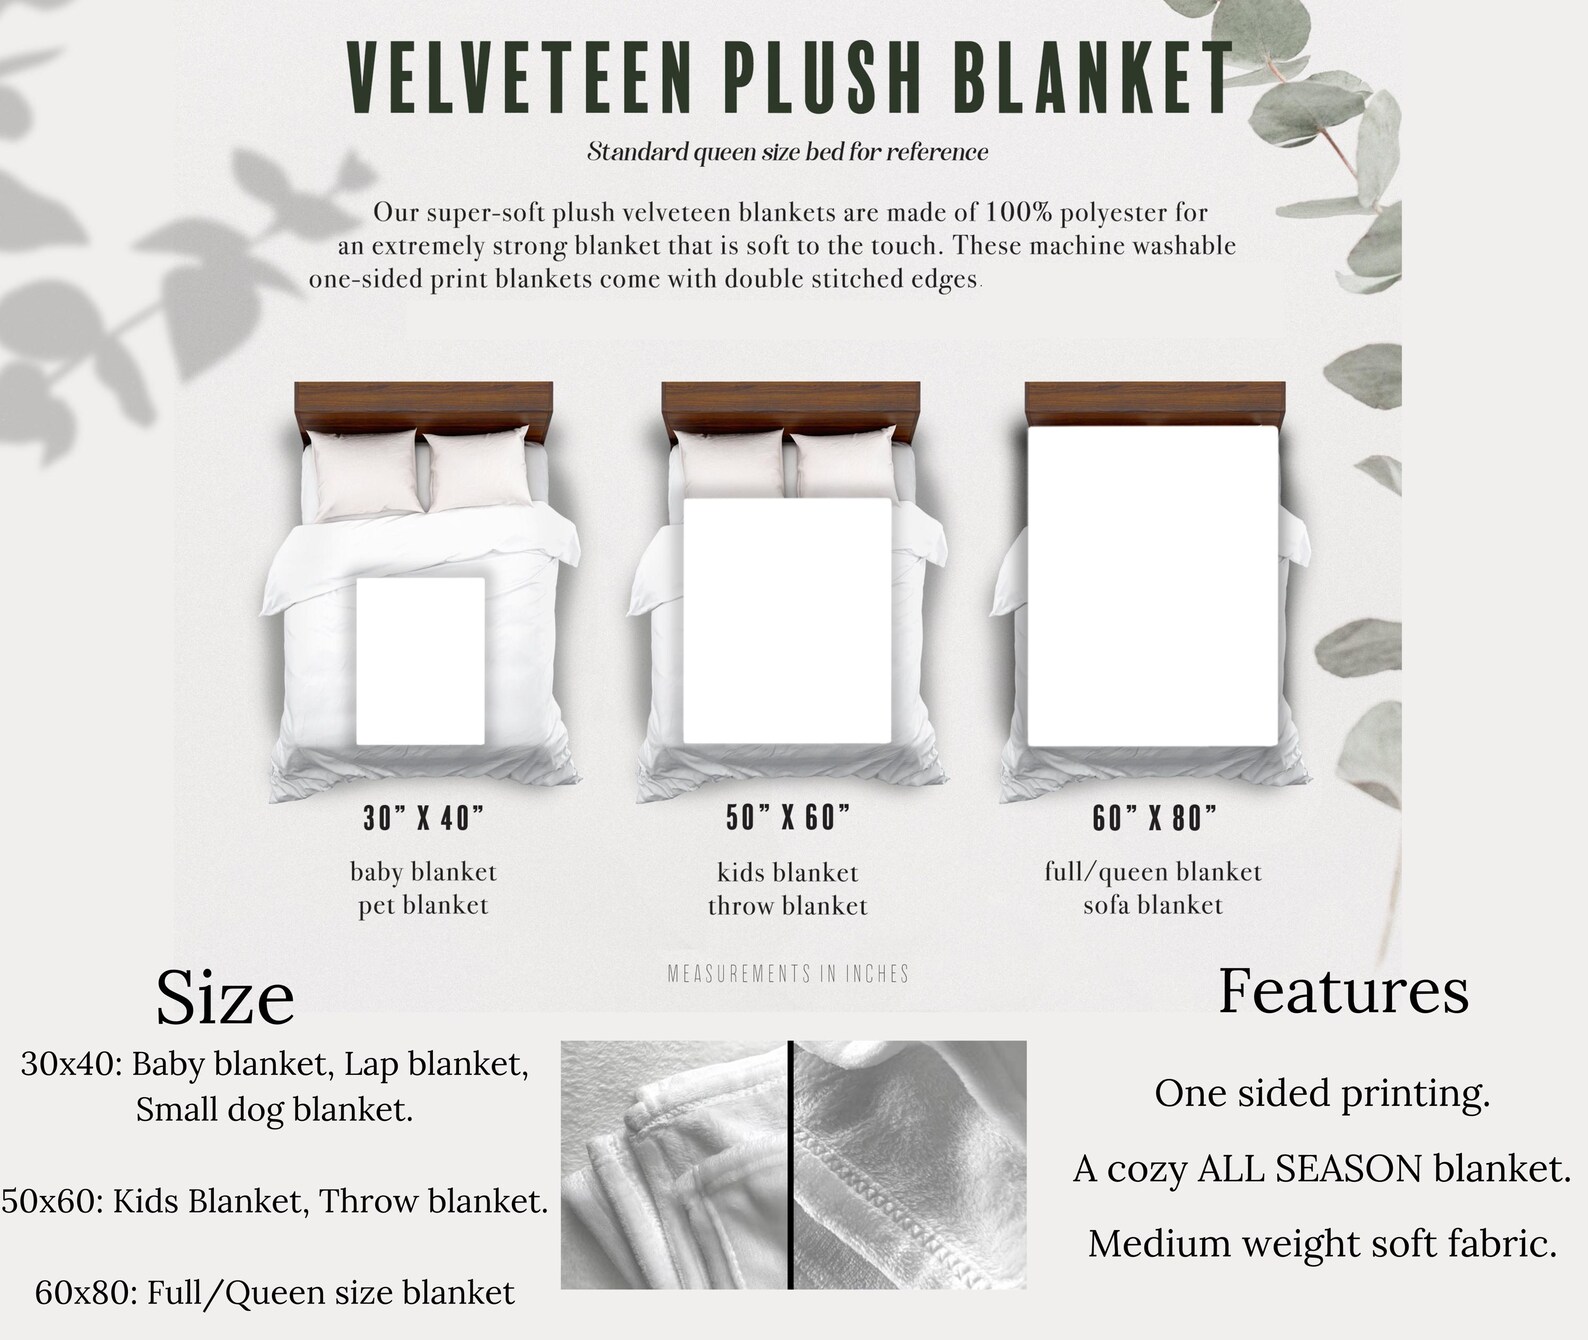 VELVETEEN PLUSH BLANKET
Standard queen size bed for reference
Our super-soft plush velveteen blankets are made of 100% polyester for
an extremely strong blanket that is soft to the touch. These machine washable
one-sided print blankets come with double stitched edges.
30” X 40”
baby blanket
pet blanket
50” X 60”
kids blanket
throw blanket
60” X 80”
full/queen blanket
sofa blanket
MEASUREMENTS IN INCHES
Size
30x40: Baby blanket, Lap blanket,
Small dog blanket.
50x60: Kids Blanket, Throw blanket.
60x80: Full/Queen size blanket
Features
One sided printing.
A cozy ALL SEASON blanket.
Medium weight soft fabric.